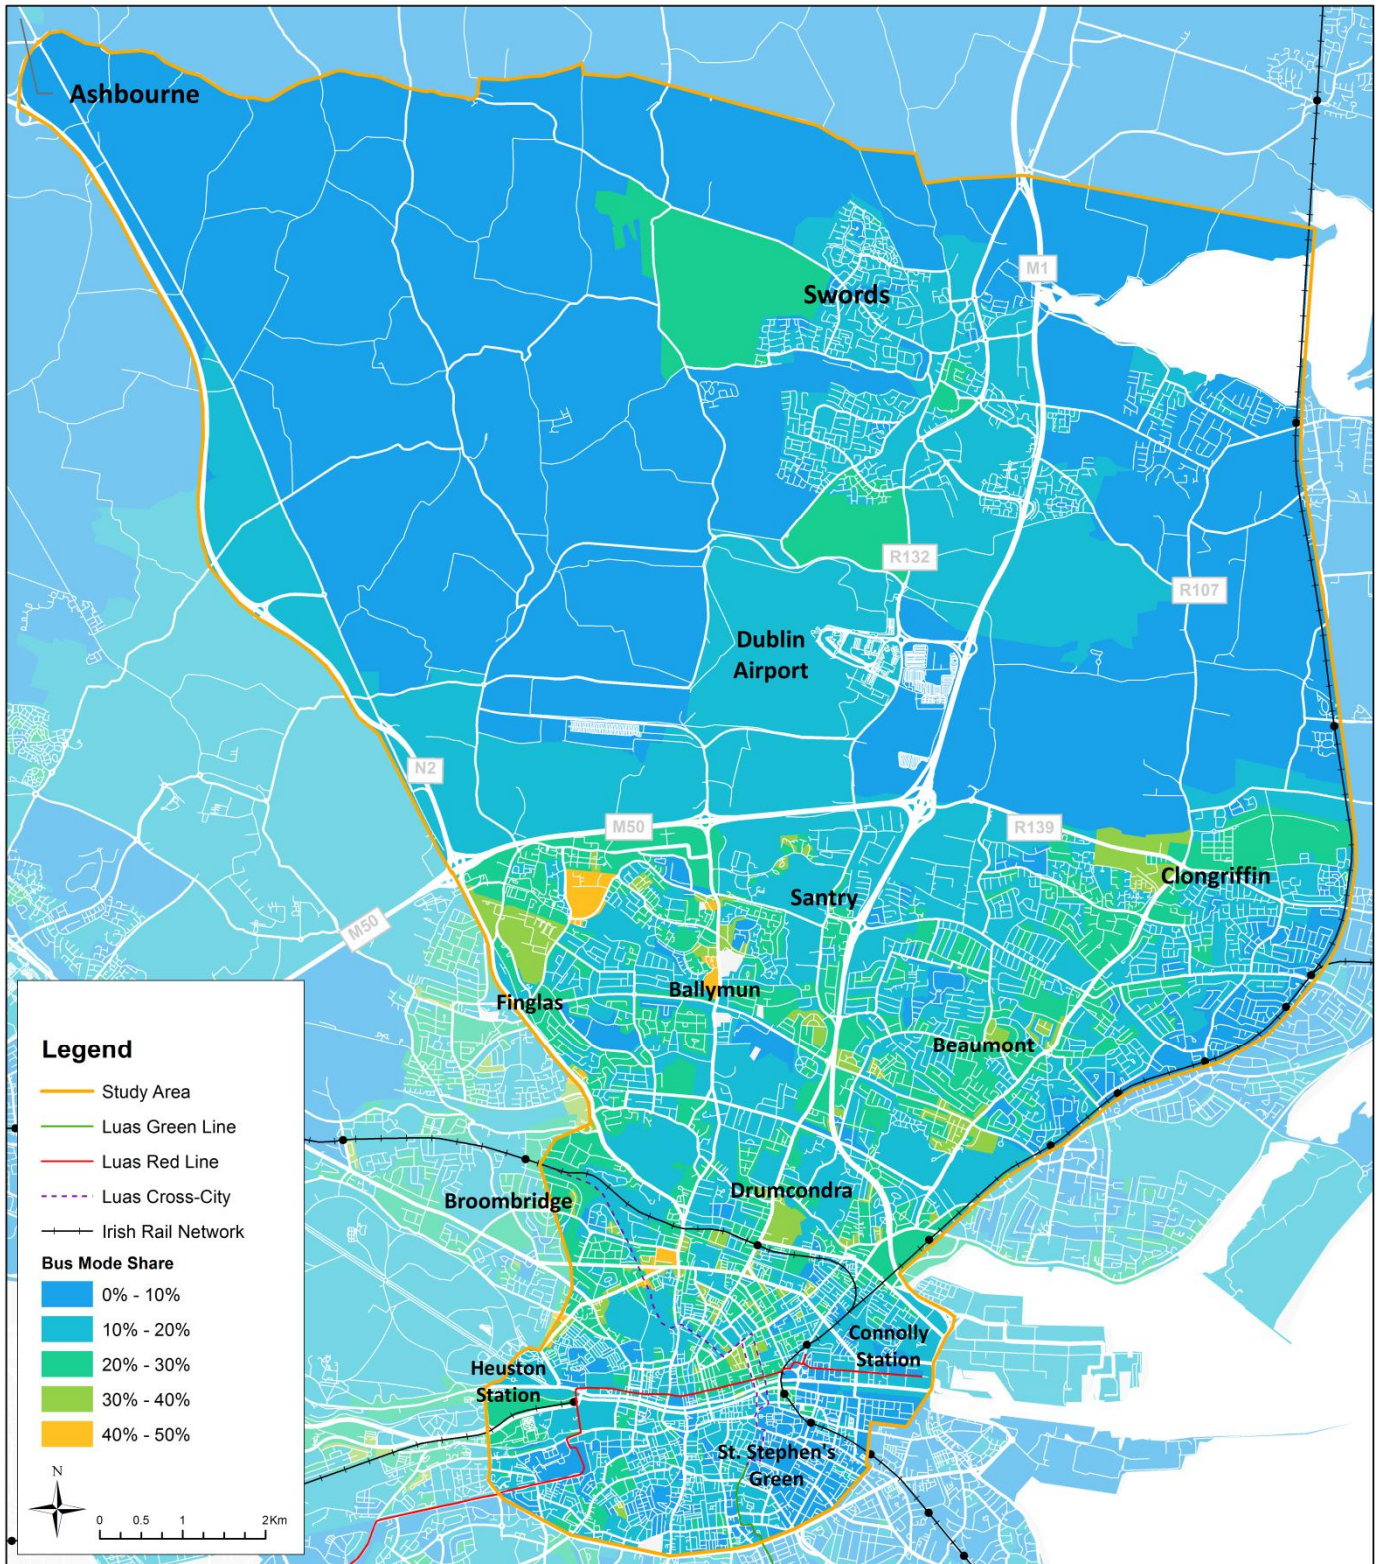 Ashbourne
Swords
M1
R132
R107
Dublin
Airport
N2
M50
R139
Clongriffin
Santry
M50
Finglas
Ballymun
Beaumont
Broombridge
Drumcondra
Connolly
Station
Heuston
Station
St. Stephen's
Green
Legend
Study Area
Luas Green Line
Luas Red Line
Luas Cross-City
Irish Rail Network
Bus Mode Share
0% - 10%
10% - 20%
20% - 30%
30% - 40%
40% - 50%
N
0 0.5 1 2Km